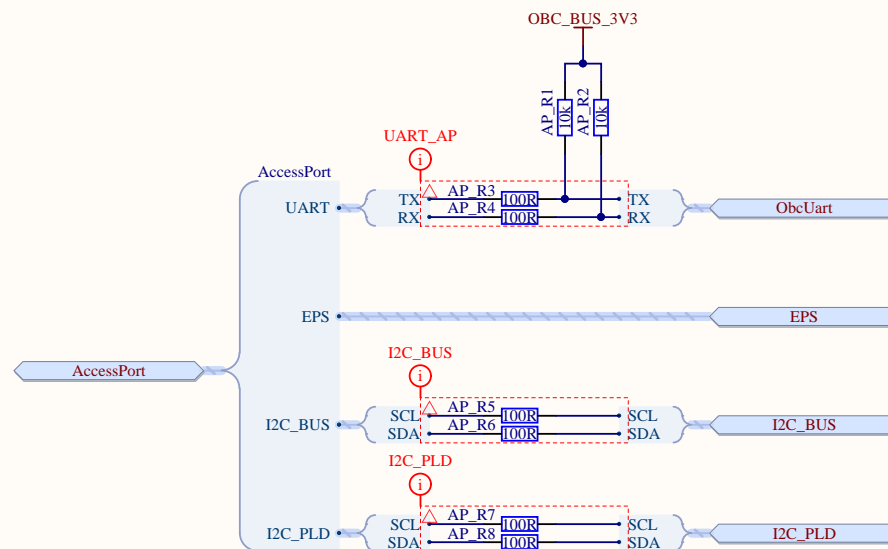 OBC_BUS_3V3
AP_R1
10k
AP_R2
10k
UART_AP
i
AccessPort
UART
TX
AP_R3
100R
TX
RX
AP_R4
100R
RX
ObcUart
EPS
EPS
AccessPort
I2C_BUS
i
I2C_BUS
SCL
AP_R5
100R
SCL
SDA
AP_R6
100R
SDA
I2C_BUS
I2C_PLD
i
I2C_PLD
SCL
AP_R7
100R
SCL
SDA
AP_R8
100R
SDA
I2C_PLD